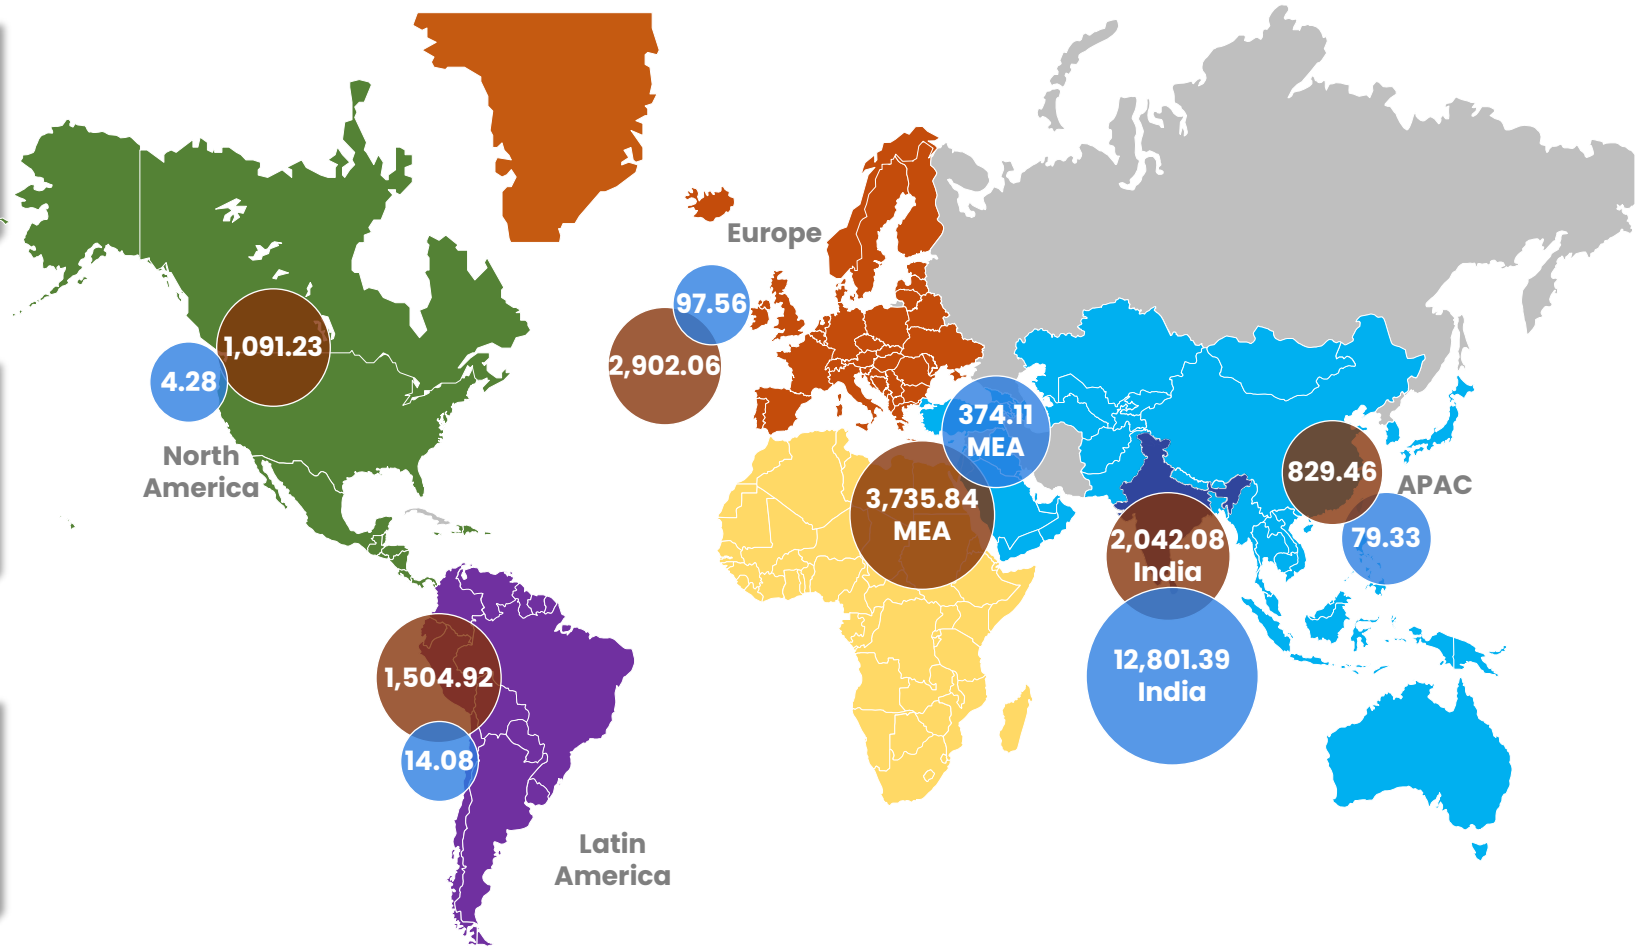 Europe
97.56
2,902.06
1,091.23
4.28
North
America
374.11
MEA
3,735.84
MEA
829.46
APAC
79.33
2,042.08
India
12,801.39
India
1,504.92
14.08
Latin
America